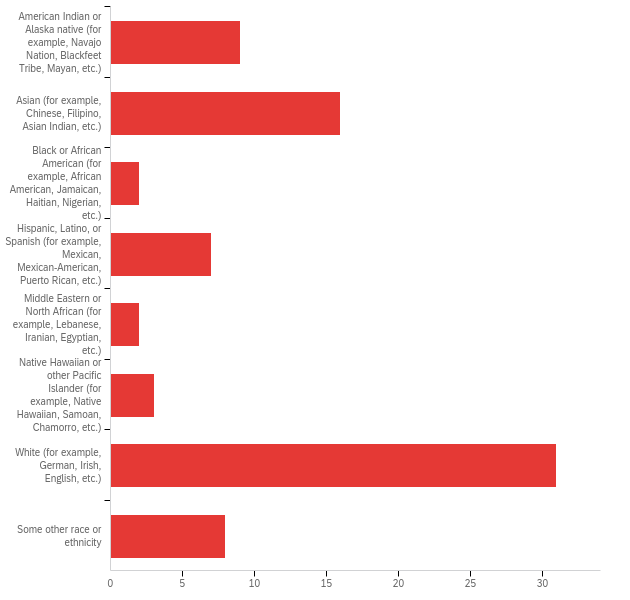 American Indian or
Alaska native (for
example, Navajo
Nation, Blackfeet
Tribe, Mayan, etc.)
Asian (for example,
Chinese, Filipino,
Asian Indian, etc.)
Black or African
American (for
example, African
American, Jamaican,
Haitian, Nigerian,
etc.)
Hispanic, Latino, or
Spanish (for example,
Mexican,
Mexican-American,
Puerto Rican, etc.)
Middle Eastern or
North African (for
example, Lebanese,
Iranian, Egyptian,
etc.)
Native Hawaiian or
other Pacific
Islander (for
example, Native
Hawaiian, Samoan,
Chamorro, etc.)
White (for example,
German, Irish,
English, etc.)
Some other race or
ethnicity
0 5 10 15 20 25 30